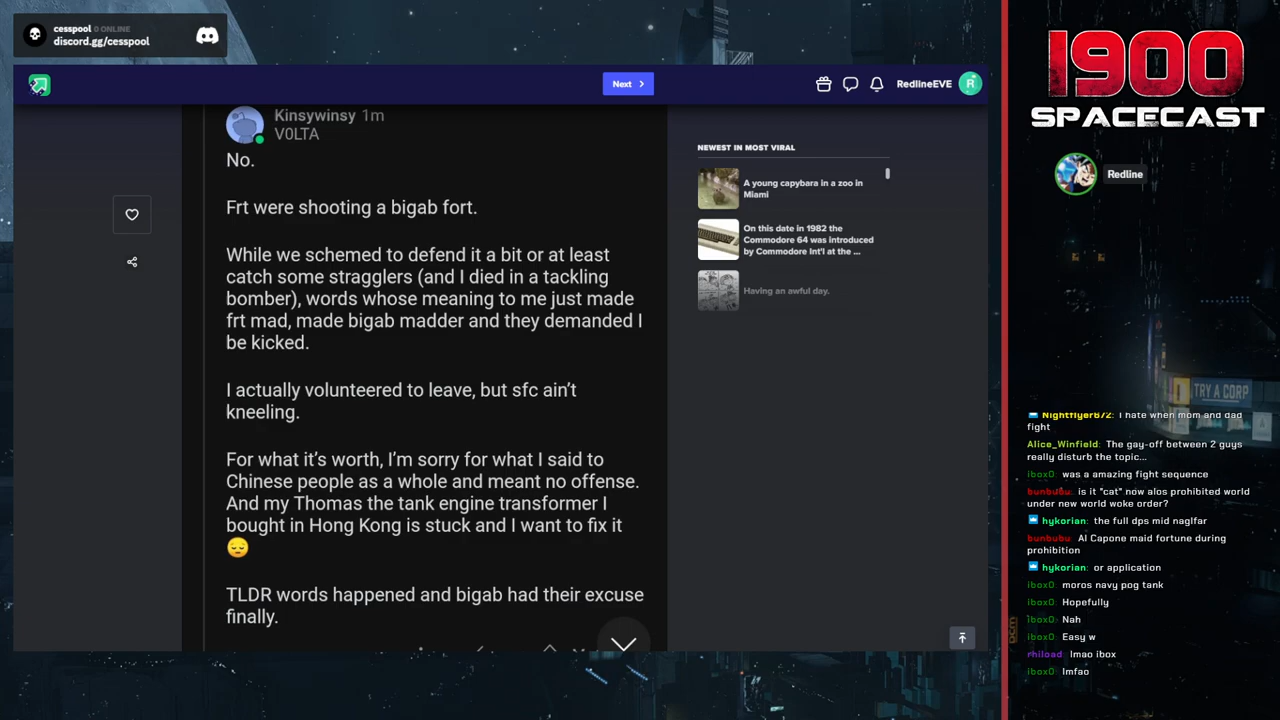 cesspool 0 ONLINE
discord.gg/cesspool
Next
RedlineEVE
R
Kinsywinsy 1m
V0LTA
No.
Frt were shooting a bigab fort.
While we schemed to defend it a bit or at least
catch some stragglers (and I died in a tackling
bomber), words whose meaning to me just made
frt mad, made bigab madder and they demanded I
be kicked.
I actually volunteered to leave, but sfc ain't
kneeling.
For what it's worth, I'm sorry for what I said to
Chinese people as a whole and meant no offense.
And my Thomas the tank engine transformer I
bought in Hong Kong is stuck and I want to fix it
😔
TLDR words happened and bigab had their excuse
finally.
NEWEST IN MOST VIRAL
A young capybara in a zoo in
Miami
On this date in 1982 the
Commodore 64 was introduced
by Commodore Int'l at the ...
Having an awful day.
1900
SPACECAST
Redline
TRY A CORP
Nightflyer872: I hate when mom and dad
fight
Alice_Winfield: The gay-off between 2 guys
really disturb the topic...
ibox0: was a amazing fight sequence
bunbubu: is it "cat" now alos prohibited world
under new world woke order?
hykorian: the full dps mid naglfar
bunbubu: Al Capone maid fortune during
prohibition
hykorian: or application
ibox0: moros navy pog tank
ibox0: Hopefully
ibox0: Nah
ibox0: Easy w
rhiload: lmao ibox
ibox0: lmfao